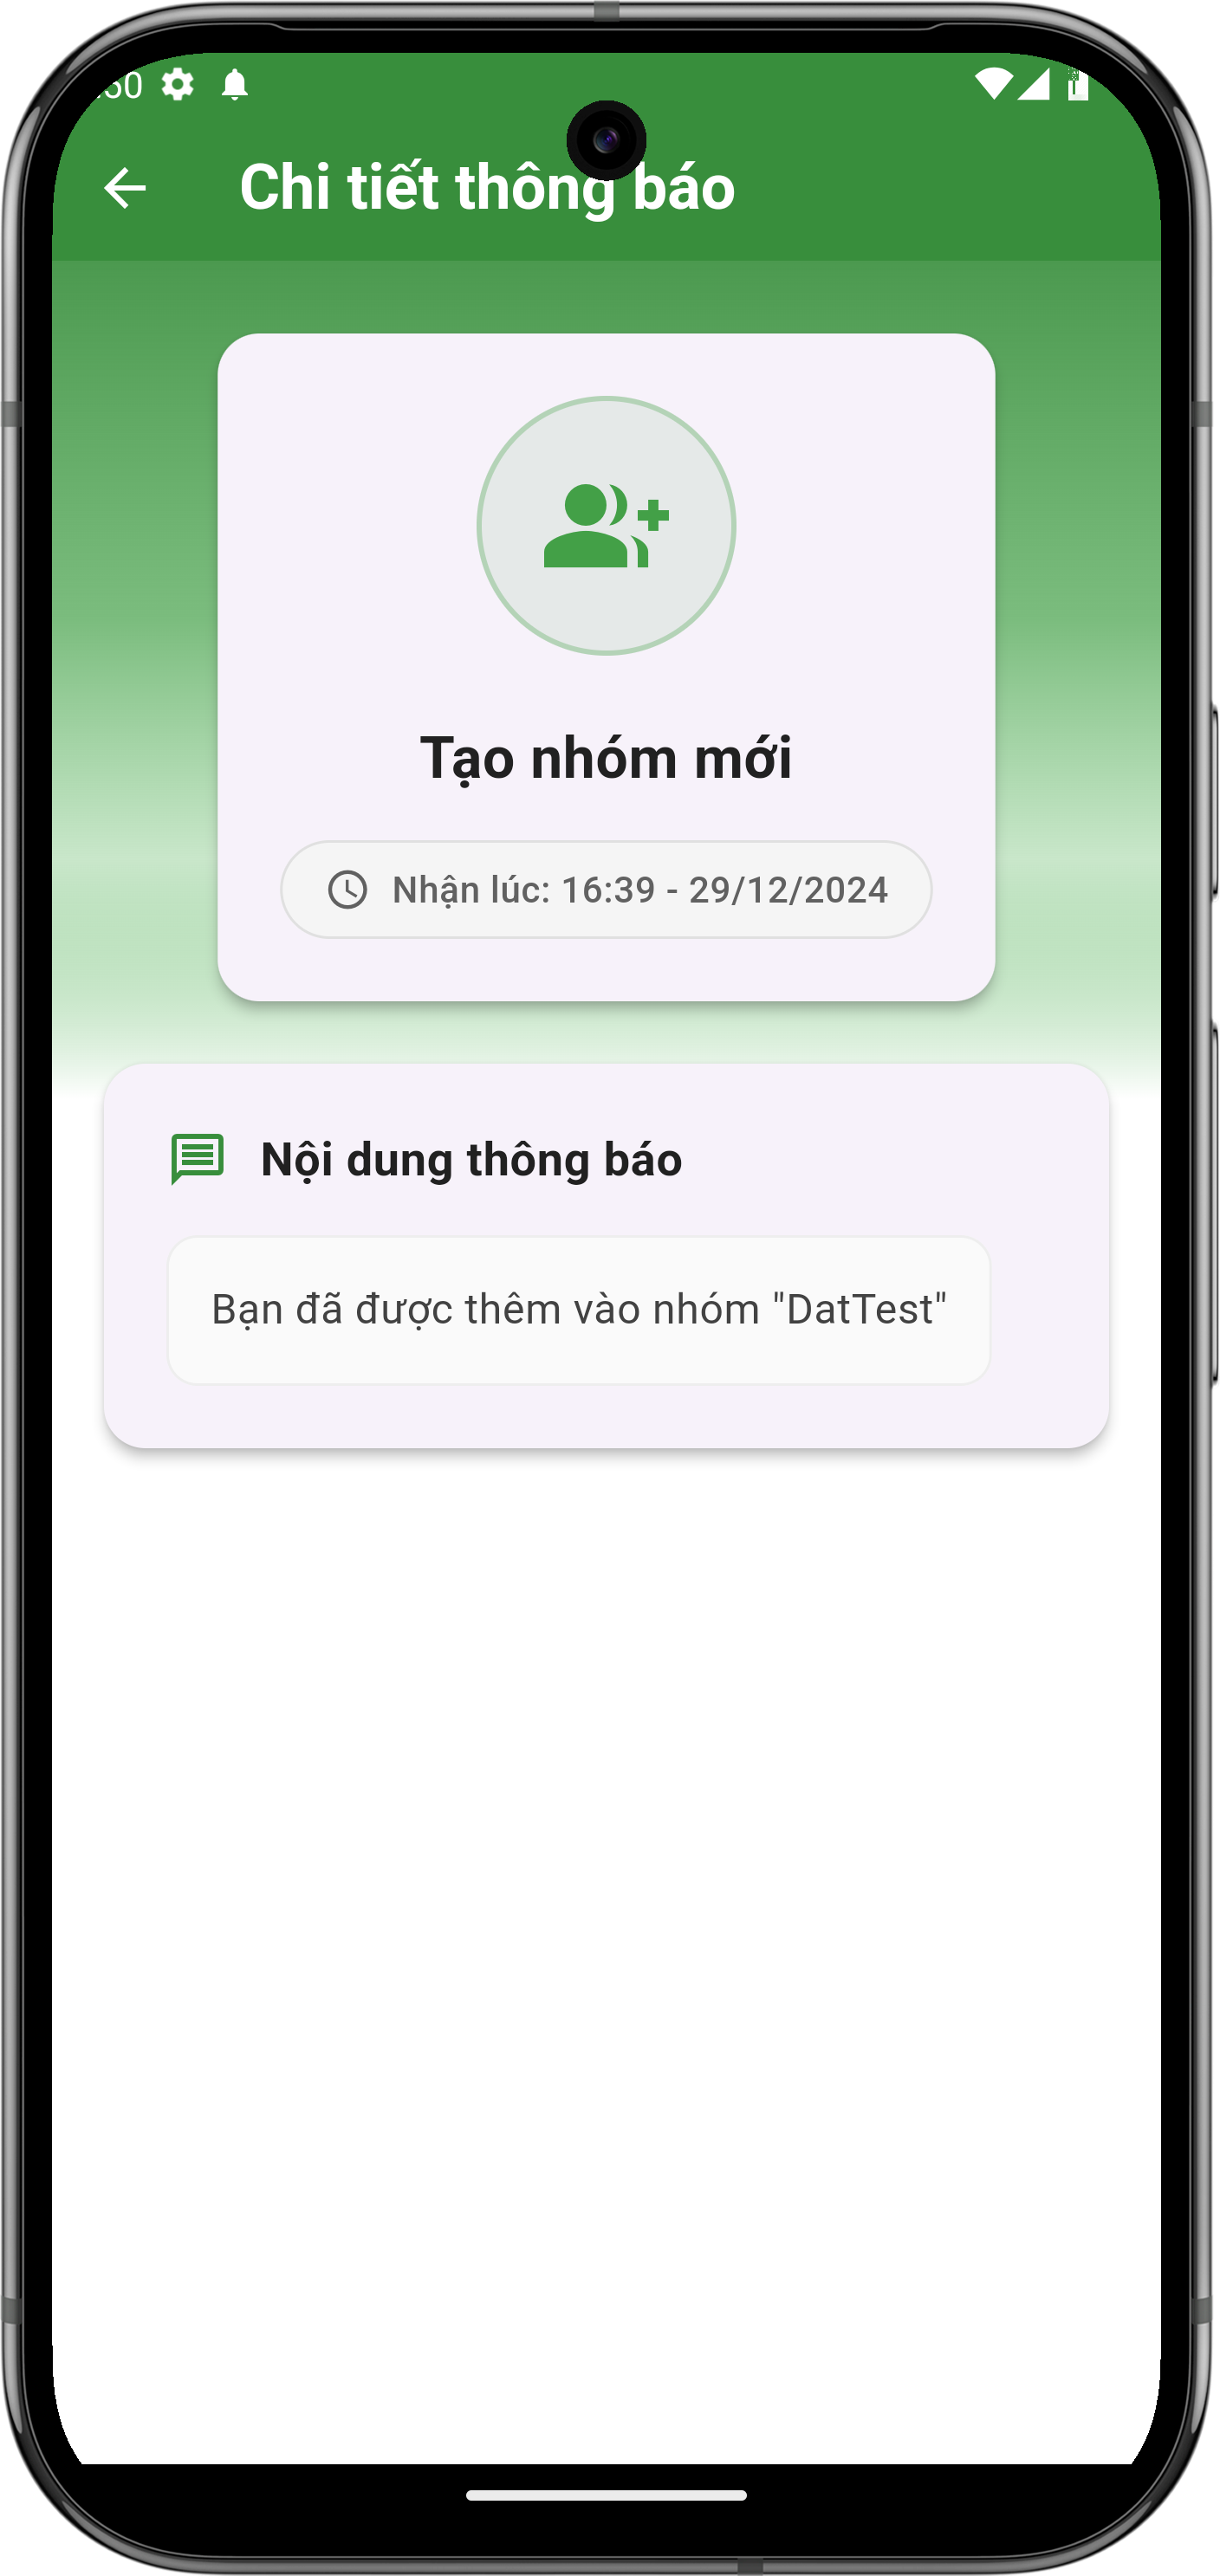 Chi tiết thông báo
Tạo nhóm mới
Nhận lúc: 16:39 - 29/12/2024
Nội dung thông báo
Bạn đã được thêm vào nhóm "DatTest"